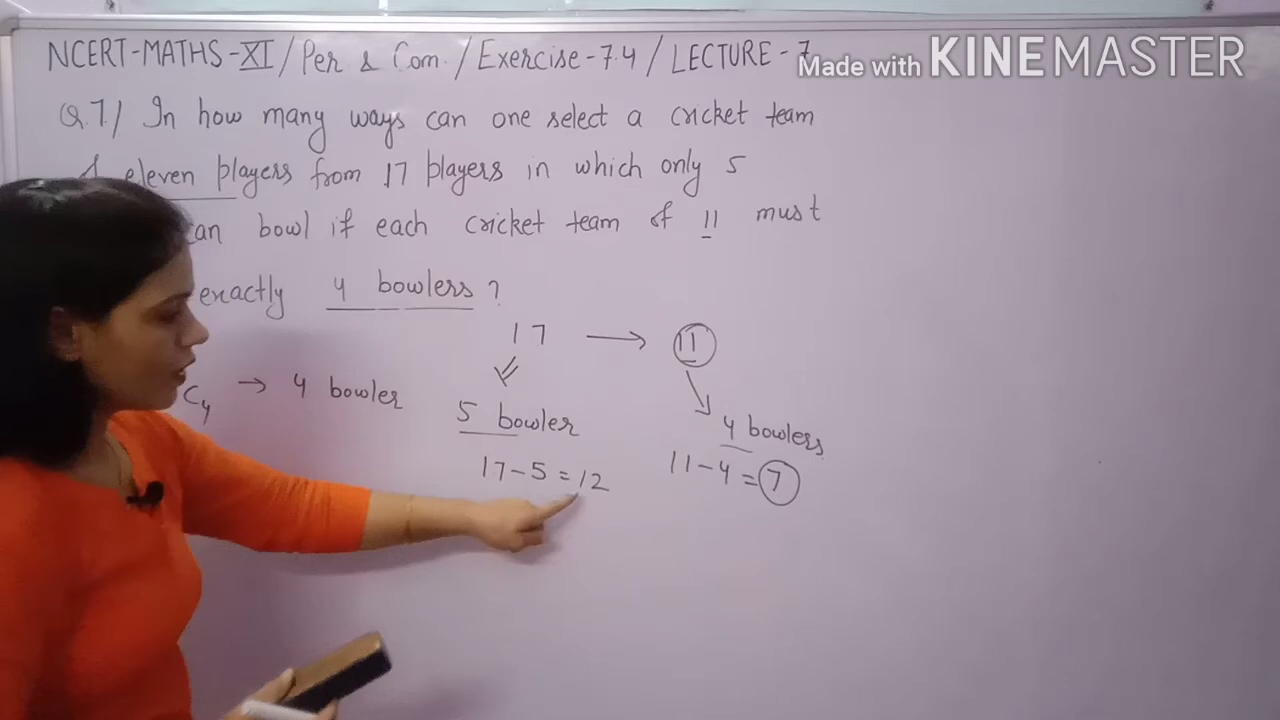 NCERT-MATHS-XI / Per & Com. / Exercise-7.4 / LECTURE-7
Made with KINEMASTER
Q.7/ In how many ways can one select a cricket team
eleven players from 17 players in which only 5
can bowl if each cricket team of 11 must
exactly 4 bowlers?
17 → 11
C4 → 4 bowler
5 bowler
4 bowlers
17-5=12
11-4=7